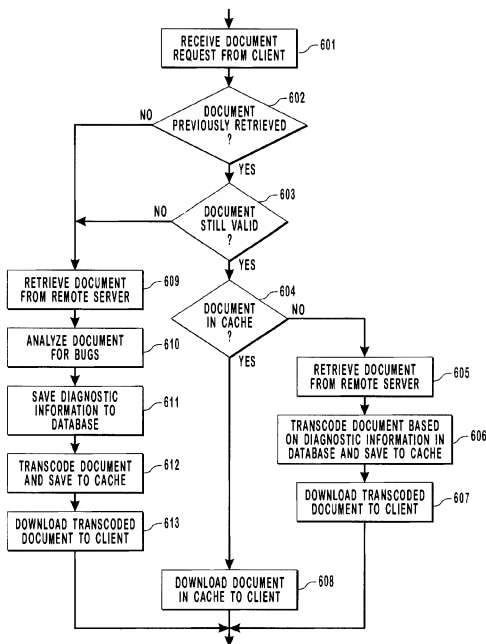 RECEIVE DOCUMENT
REQUEST FROM CLIENT
601
602
DOCUMENT
PREVIOUSLY RETRIEVED
?
NO
YES
603
DOCUMENT
STILL VALID
?
NO
YES
604
DOCUMENT
IN CACHE
?
NO
YES
RETRIEVE DOCUMENT
FROM REMOTE SERVER
609
ANALYZE DOCUMENT
FOR BUGS
610
SAVE DIAGNOSTIC
INFORMATION TO
DATABASE
611
TRANSCODE DOCUMENT
AND SAVE TO CACHE
612
DOWNLOAD TRANSCODED
DOCUMENT TO CLIENT
613
RETRIEVE DOCUMENT
FROM REMOTE SERVER
605
TRANSCODE DOCUMENT BASED
ON DIAGNOSTIC INFORMATION IN
DATABASE AND SAVE TO CACHE
606
DOWNLOAD TRANSCODED
DOCUMENT TO CLIENT
607
DOWNLOAD DOCUMENT
IN CACHE TO CLIENT
608